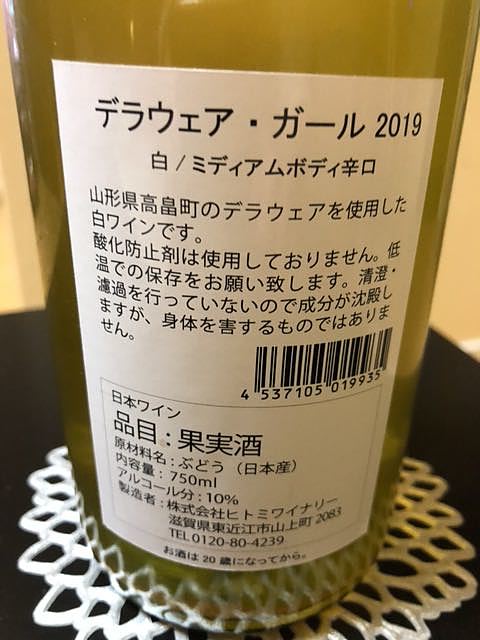 デラウェア・ガール 2019
白 / ミディアムボディ辛口
山形県高畠町のデラウェアを使用した
白ワインです。
酸化防止剤は使用しておりません。低
温での保存をお願い致します。清澄・
濾過を行っていないので成分が沈殿し
ますが、身体を害するものではありま
せん。
4 537105 019935
日本ワイン
品目 : 果実酒
原材料名 : ぶどう （日本産）
内容量 : 750ml
アルコール分 : 10%
製造者 : 株式会社ヒトミワイナリー
滋賀県東近江市山上町 2083
TEL 0120-80-4239
お酒は 20 歳になってから。